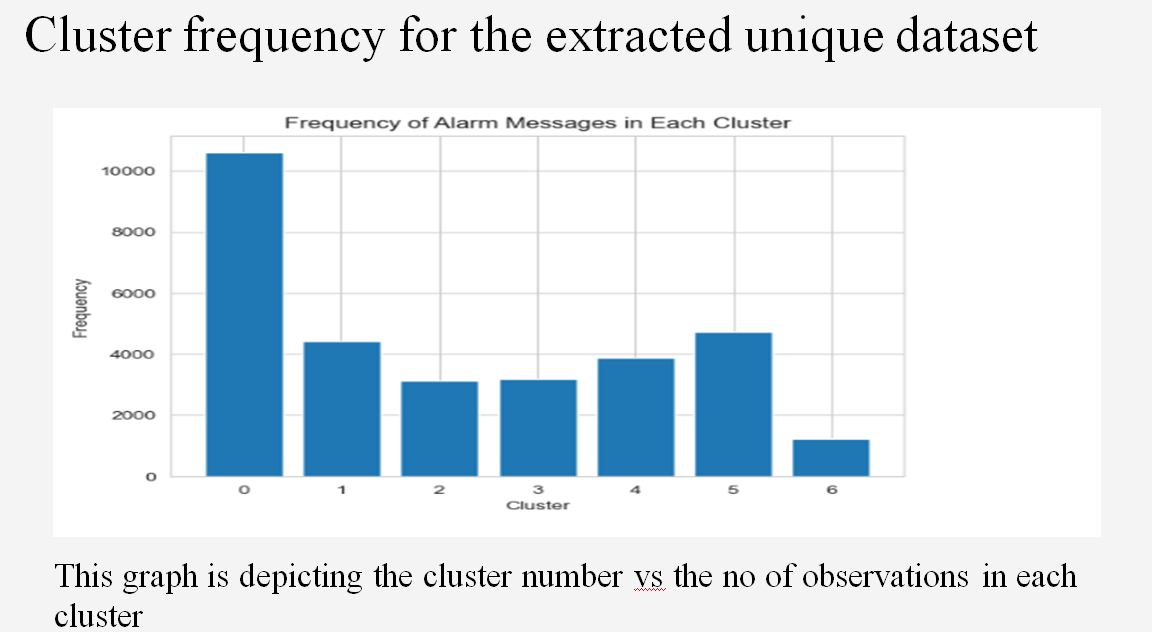 Cluster frequency for the extracted unique dataset
Frequency of Alarm Messages in Each Cluster
10000
8000
6000
4000
2000
0
Frequency
0 1 2 3 4 5 6
Cluster
This graph is depicting the cluster number vs the no of observations in each
cluster